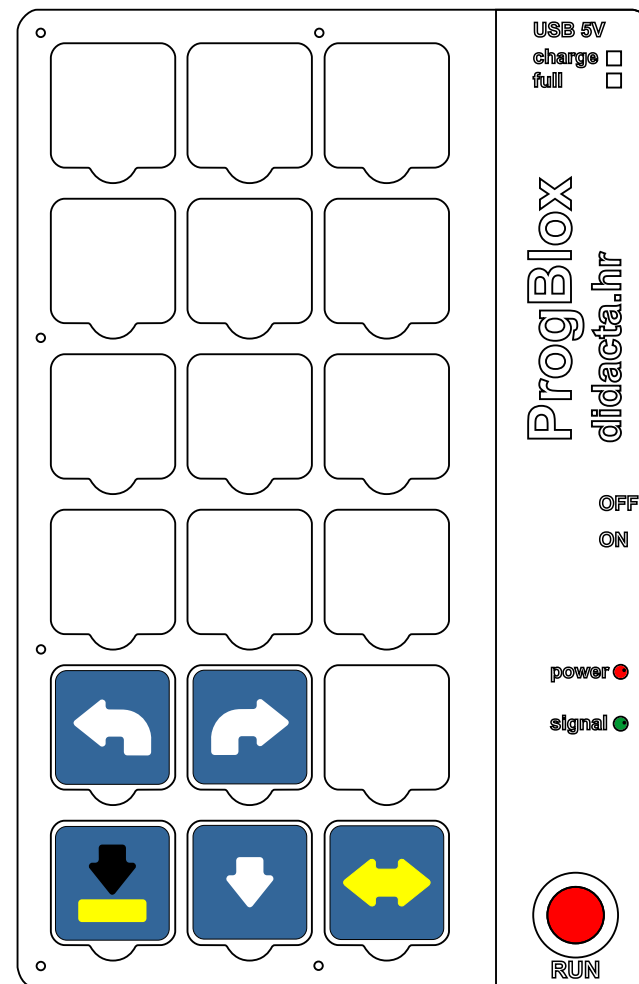 USB 5V
charge
full
ProgBlox
didacta.hr
OFF
ON
power
signal
RUN